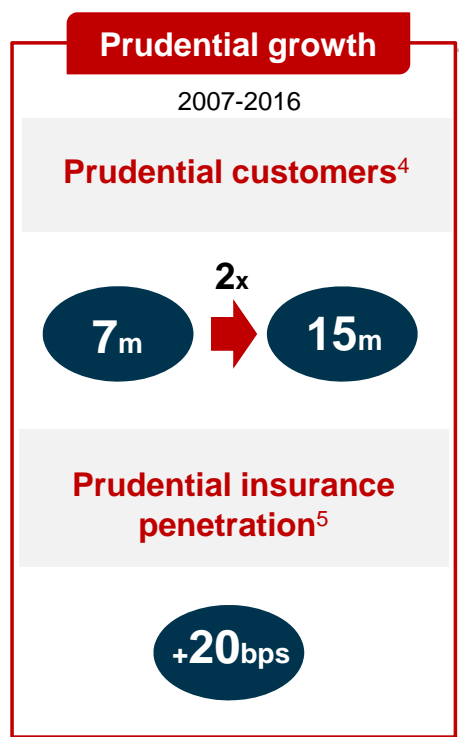 Prudential growth
2007-2016
Prudential customers4
2x
7m
15m
Prudential insurance
penetration5
+20bps